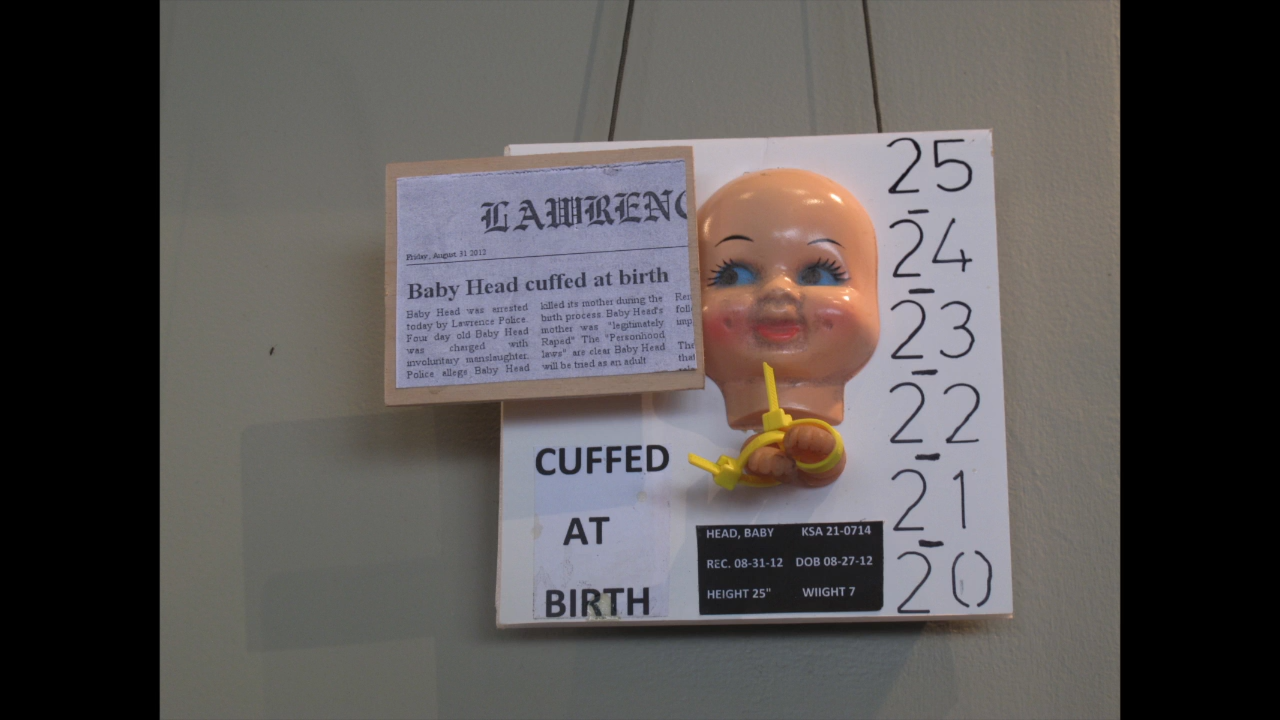 LAWRENC
Friday, August 31 2012
Baby Head cuffed at birth
Baby Head was arrested
today by Lawrence Police.
Four day old Baby Head
was charged with
involuntary manslaughter.
Police allege Baby Head
killed its mother during the
birth process. Baby Head's
mother was "legitimately
Raped" The "Personhood
laws" are clear Baby Head
will be tried as an adult
CUFFED
AT
BIRTH
HEAD, BABY KSA 21-0714
REC. 08-31-12 DOB 08-27-12
HEIGHT 25" WIIGHT 7
25
24
23
22
21
20